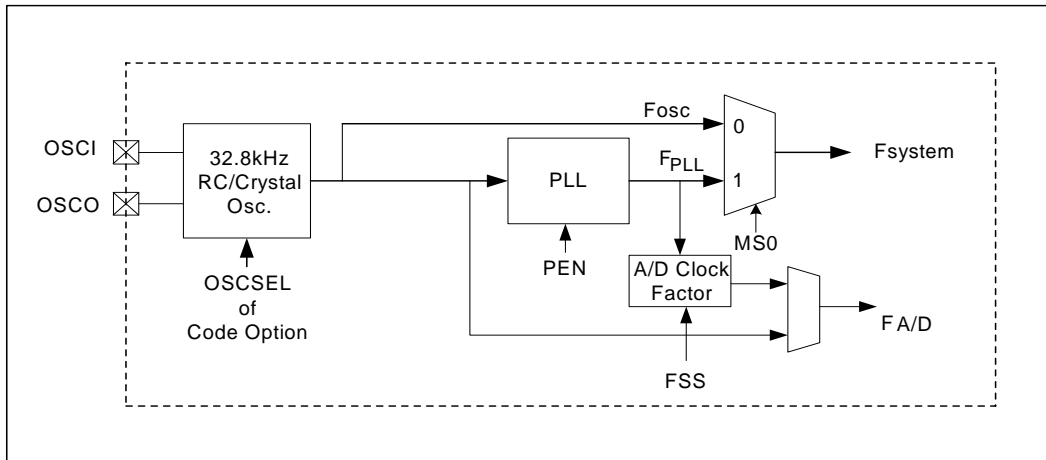 OSCI
OSCO
32.8kHz
RC/Crystal
Osc.
OSCSEL
of
Code Option
Fosc
PLL
PEN
FPLL
0
1
MS0
Fsystem
A/D Clock
Factor
FSS
F A/D